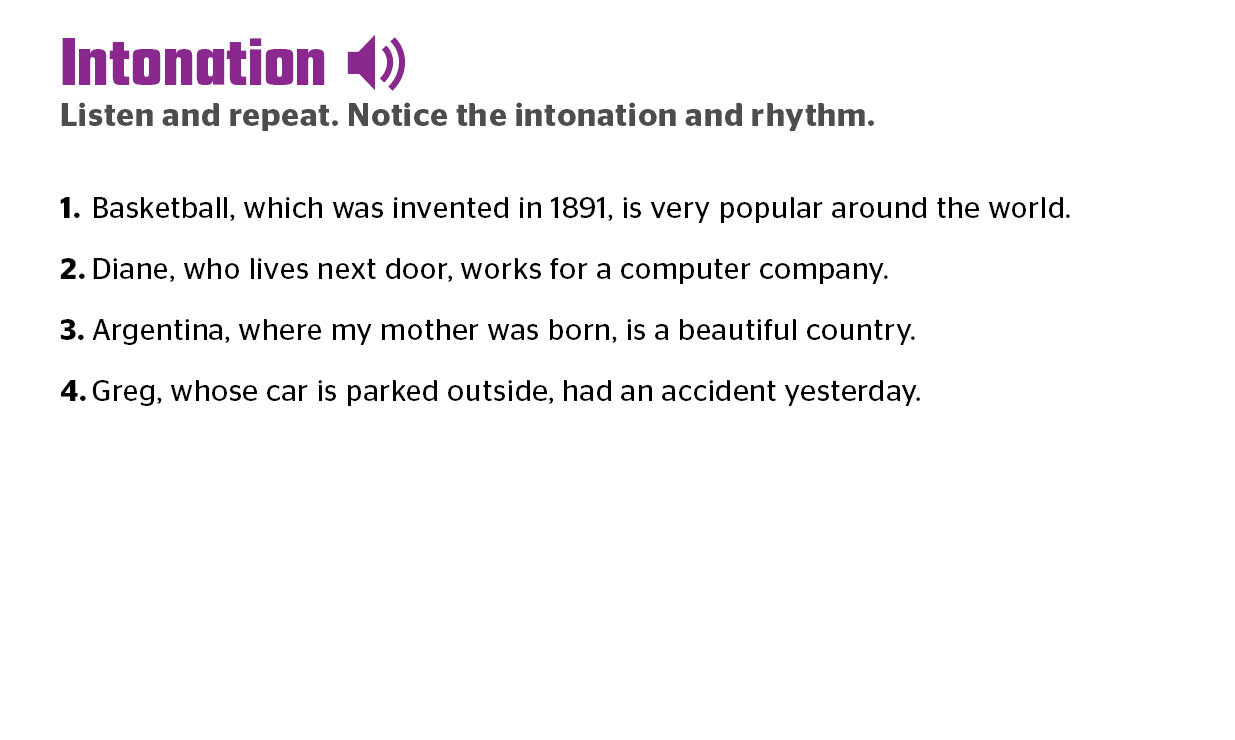 Intonation
Listen and repeat. Notice the intonation and rhythm.
1. Basketball, which was invented in 1891, is very popular around the world.
2. Diane, who lives next door, works for a computer company.
3. Argentina, where my mother was born, is a beautiful country.
4. Greg, whose car is parked outside, had an accident yesterday.